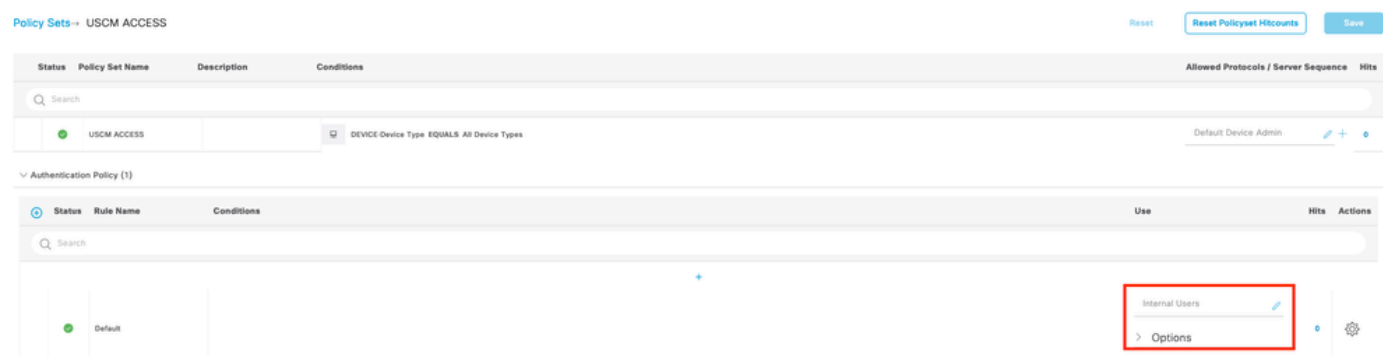 Policy Sets→ USCM ACCESS
Reset
Reset Policyset Hitcounts
Save
Status Policy Set Name Description Conditions Allowed Protocols / Server Sequence Hits
Search
USCM ACCESS DEVICE-Device Type EQUALS All Device Types Default Device Admin 0
Authentication Policy (1)
Status Rule Name Conditions Use Hits Actions
Search
Internal Users
Default 0
Options